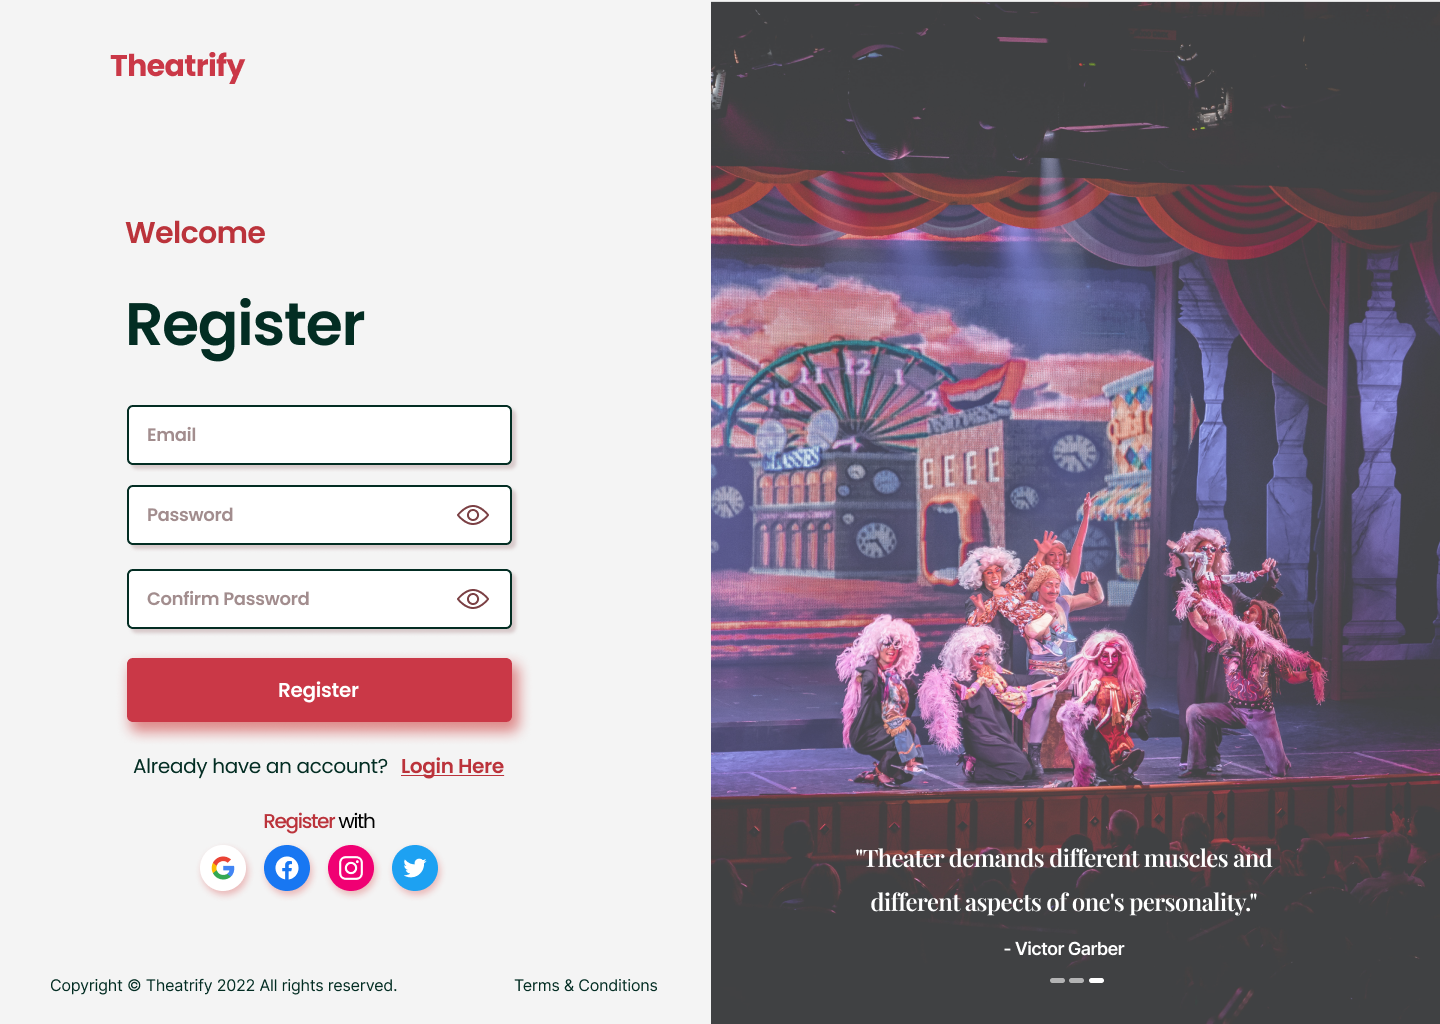 Theatrify
Welcome
Register
Email
Password
Confirm Password
Register
Already have an account? Login Here
Register with
Copyright © Theatrify 2022 All rights reserved.
Terms & Conditions
10 11 12 1 2
GLASSES
"Theater demands different muscles and
different aspects of one's personality."
- Victor Garber